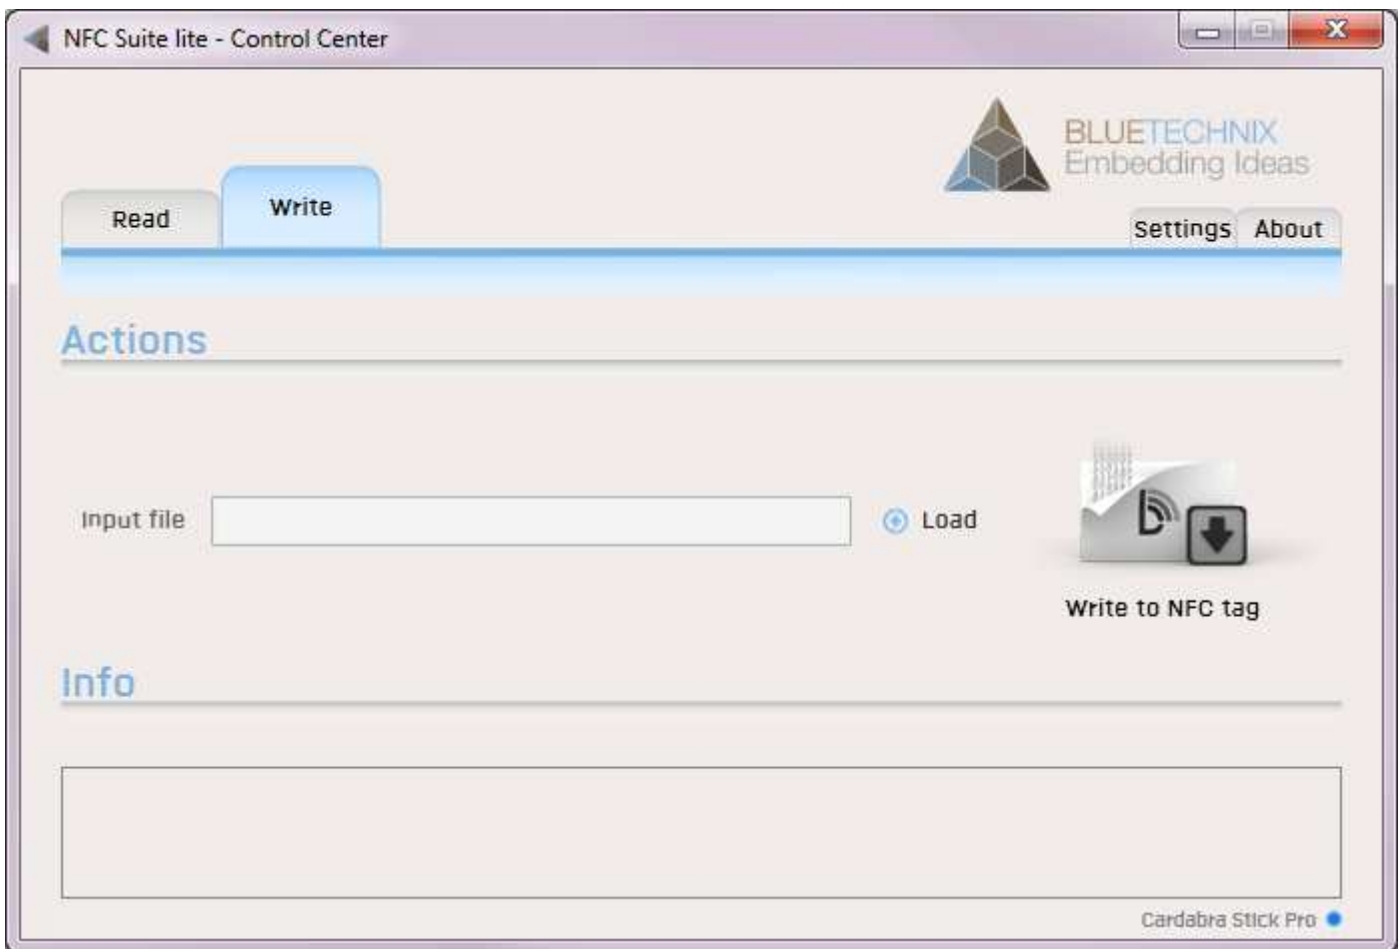 NFC Suite lite - Control Center
BLUETECHNIX
Embedding Ideas
Read
Write
Settings
About
Actions
Input file
Load
Write to NFC tag
Info
Cardabra Stick Pro